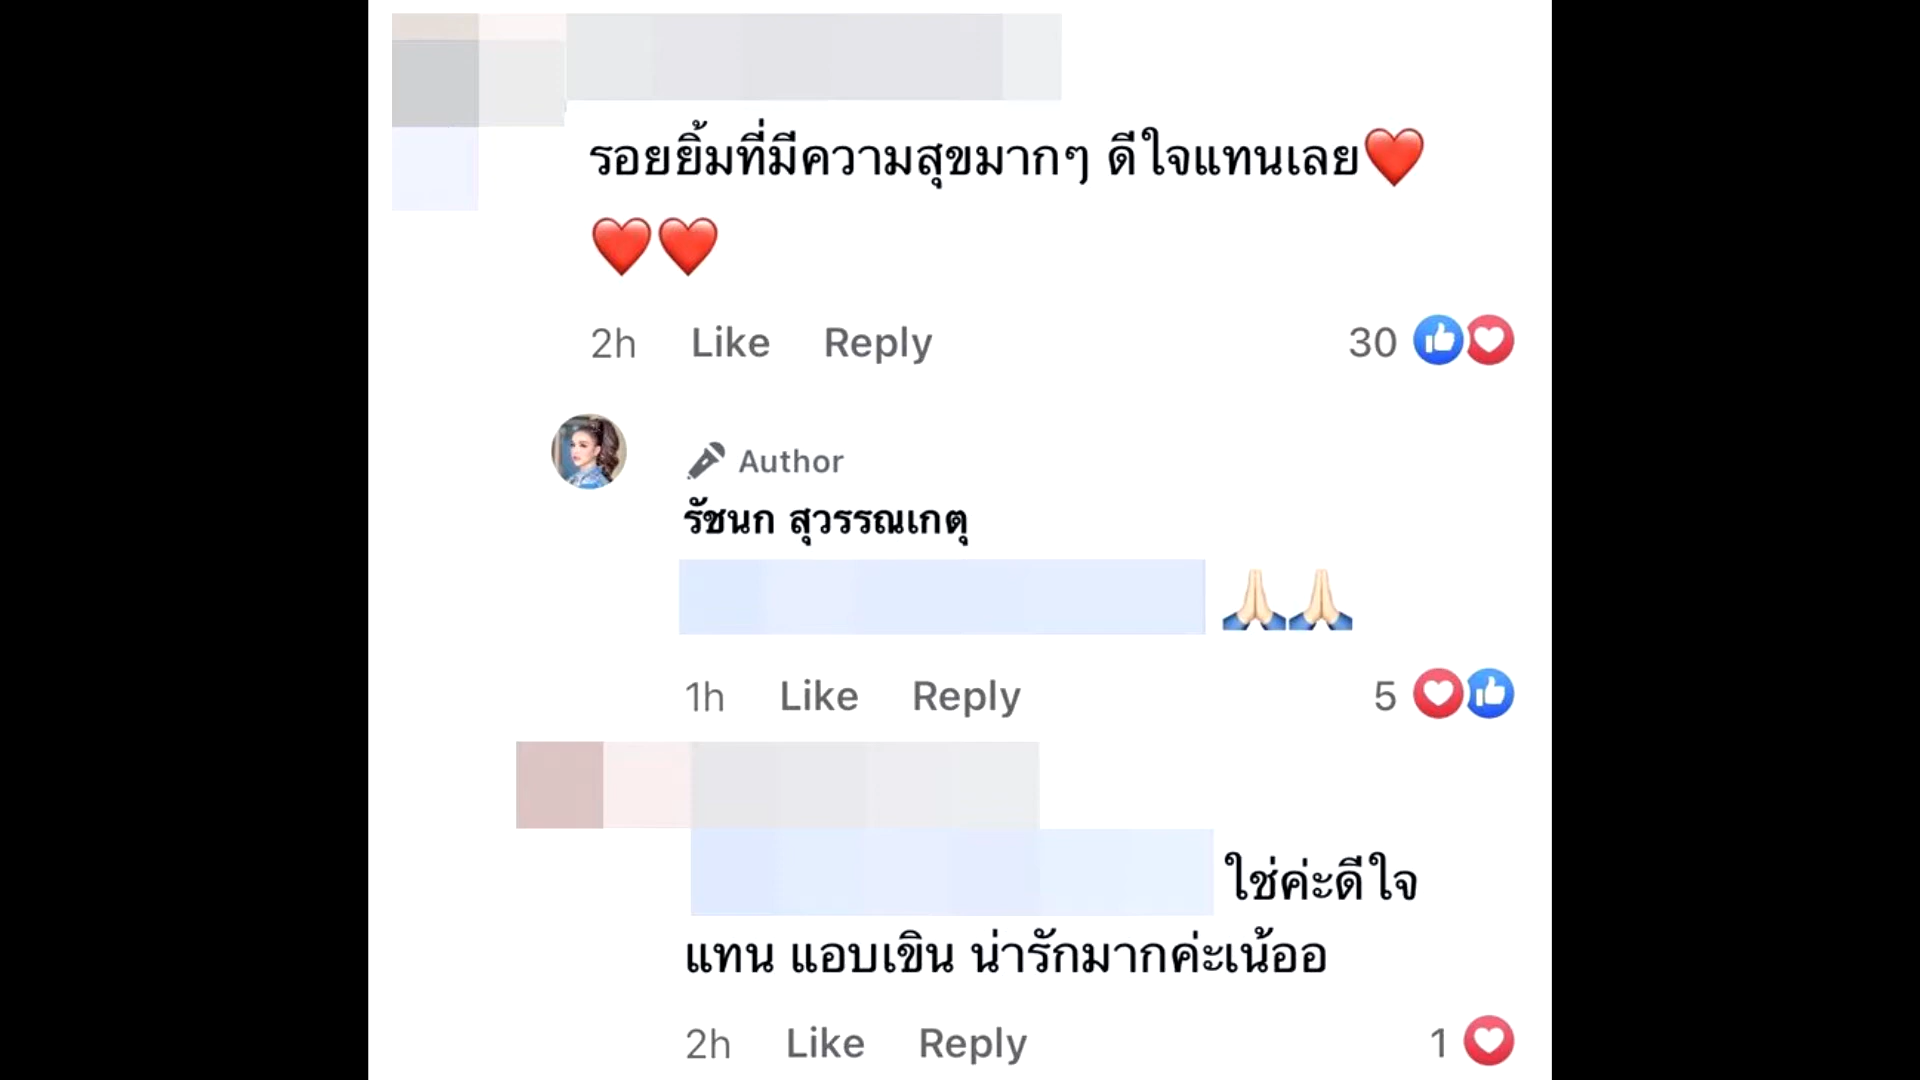 รอยยิ้มที่มีความสุขมากๆ ดีใจแทนเลย❤️
❤️❤️
2h Like Reply 30
Author
รัชนก สุวรรณเกตุ
🙏🏻🙏🏻
1h Like Reply 5
ใช่ค่ะดีใจ
แทน แอบเขิน น่ารักมากค่ะเน้ออ
2h Like Reply 1